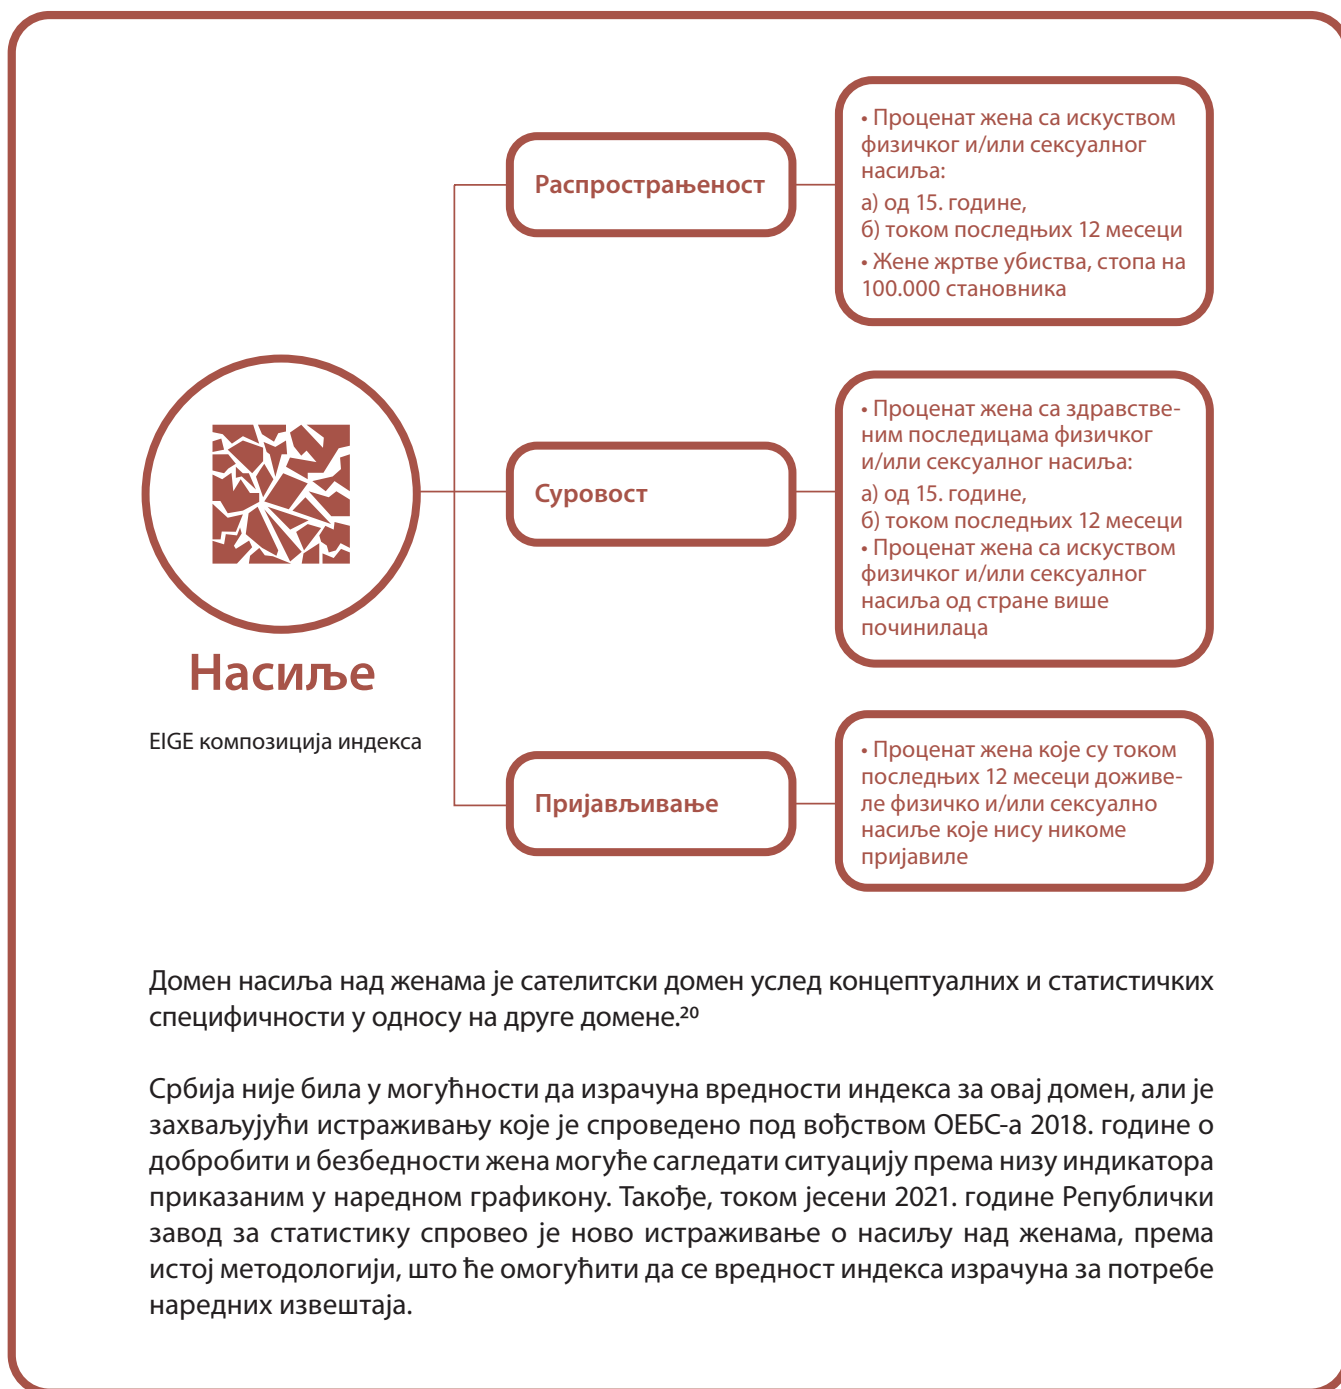 Распрострањеност
• Проценат жена са искуством
физичког и/или сексуалног
насиља:
а) од 15. године,
б) током последњих 12 месеци
• Жене жртве убиства, стопа на
100.000 становника
Суровост
• Проценат жена са здравстве-
ним последицама физичког
и/или сексуалног насиља:
а) од 15. године,
б) током последњих 12 месеци
• Проценат жена са искуством
физичког и/или сексуалног
насиља од стране више
починилаца
Насиље
EIGE композиција индекса
Пријављивање
• Проценат жена које су током
последњих 12 месеци доживе-
ле физичко и/или сексуално
насиље које нису никоме
пријавиле
Домен насиља над женама је сателитски домен услед концептуалних и статистичких
специфичности у односу на друге домене.²⁰
Србија није била у могућности да израчуна вредности индекса за овај домен, али је
захваљујући истраживању које је спроведено под вођством ОЕБС-а 2018. године о
добробити и безбедности жена могуће сагледати ситуацију према низу индикатора
приказаним у наредном графикону. Такође, током јесени 2021. године Републички
завод за статистику спровео је ново истраживање о насиљу над женама, према
истој методологији, што ће омогућити да се вредност индекса израчуна за потребе
наредних извештаја.